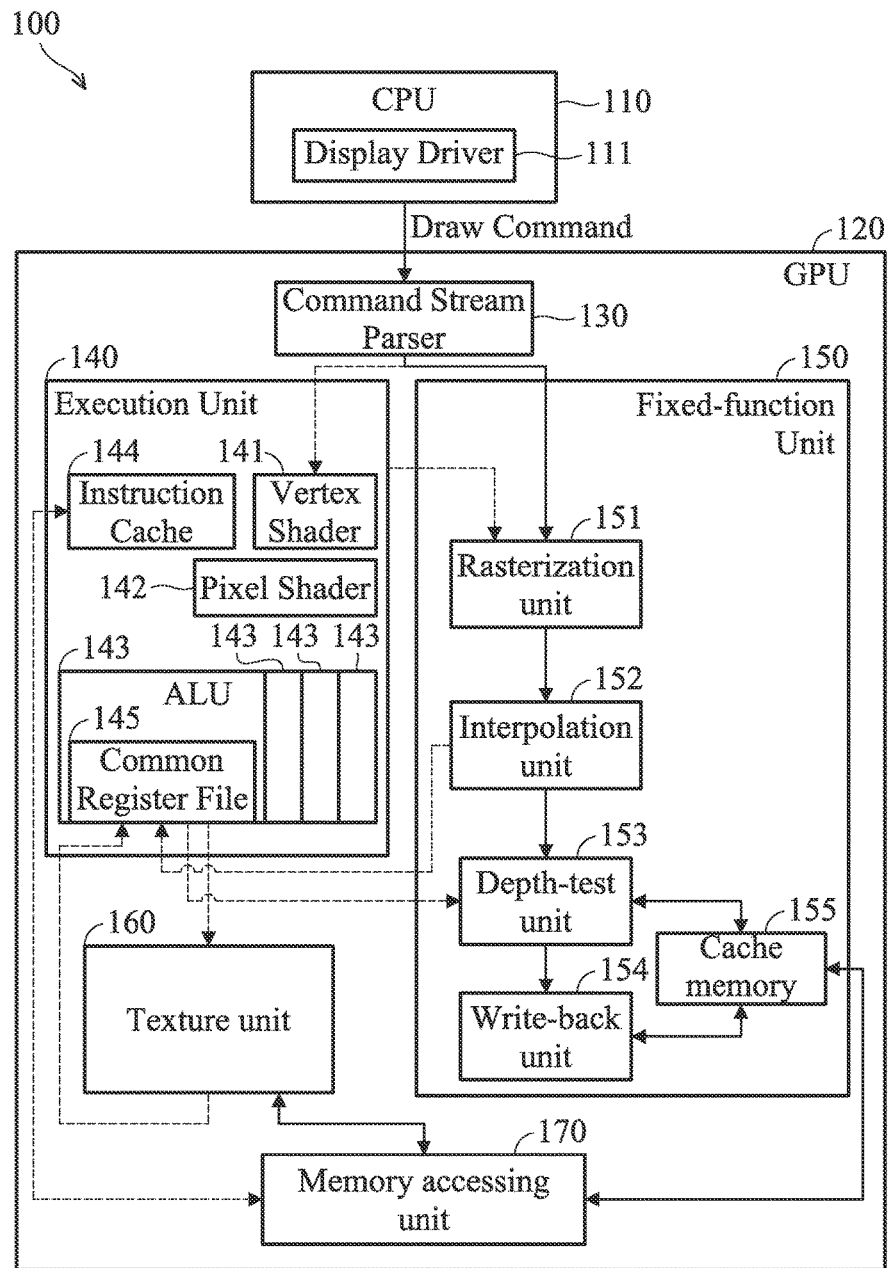 100
CPU
110
Display Driver
111
Draw Command
120
GPU
Command Stream
Parser
130
140
Execution Unit
150
Fixed-function
Unit
144
141
Instruction
Cache
Vertex
Shader
151
Rasterization
unit
142
Pixel Shader
143
143
143
143
ALU
152
Interpolation
unit
145
Common
Register File
153
Depth-test
unit
155
Cache
memory
160
Texture unit
154
Write-back
unit
170
Memory accessing
unit